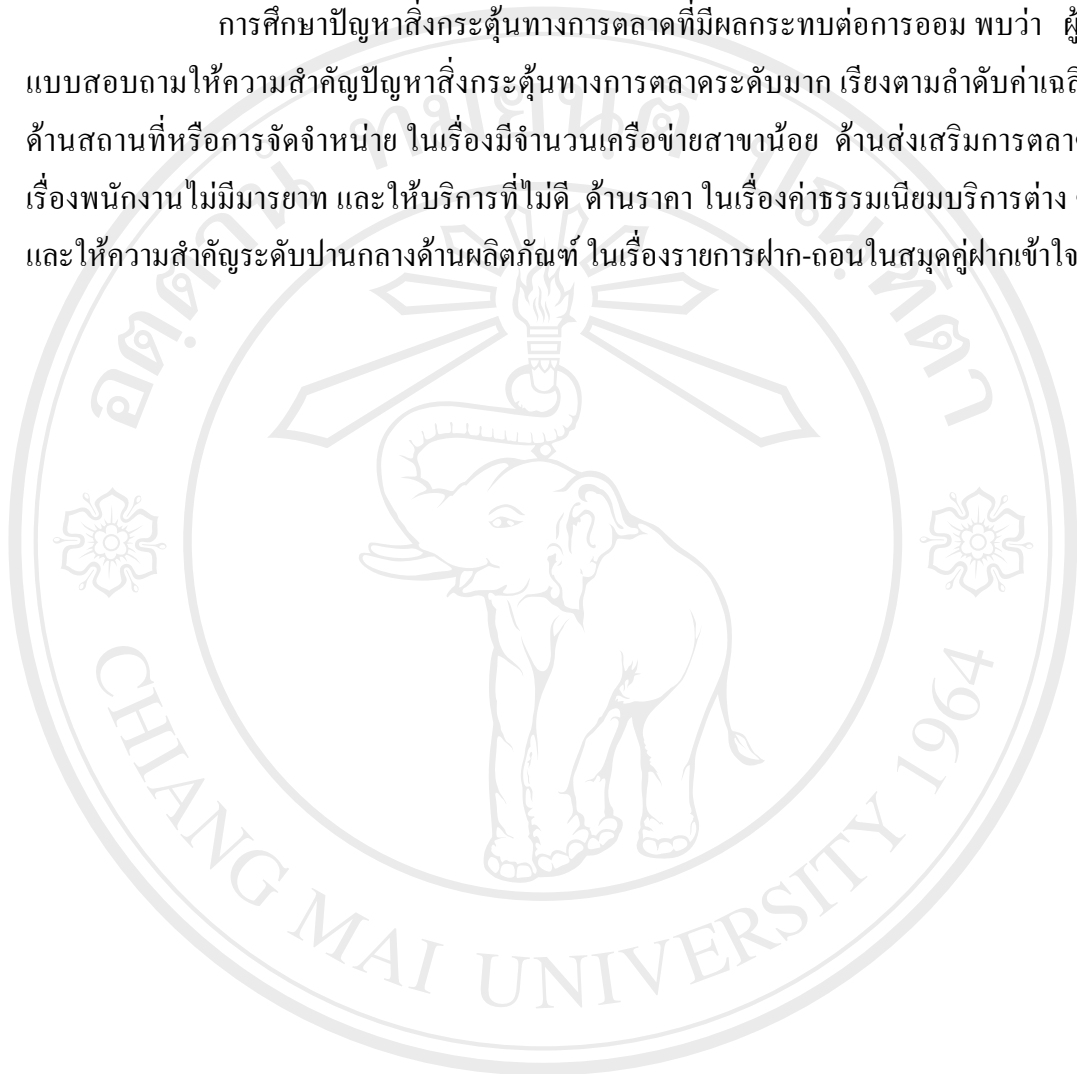 การศึกษาปัญหาสิ่งกระตุ้นทางการตลาดที่มีผลกระทบต่อการออม พบว่า ผู้
แบบสอบถามให้ความสำคัญปัญหาสิ่งกระตุ้นทางการตลาดระดับมาก เรียงตามลำดับค่าเฉลี่
ด้านสถานที่หรือการจัดจำหน่าย ในเรื่องมีจำนวนเครือข่ายสาขาน้อย ด้านส่งเสริมการตลา
เรื่องพนักงานไม่มีมารยาท และให้บริการที่ไม่ดี ด้านราคา ในเรื่องค่าธรรมเนียมบริการต่าง
และให้ความสำคัญระดับปานกลางด้านผลิตภัณฑ์ ในเรื่องรายการฝาก-ถอนในสมุดคู่ฝากเข้าใจ
อตฺตานํ ทมยนฺติ ปณฺฑิตา
CHIANG MAI UNIVERSITY 1964